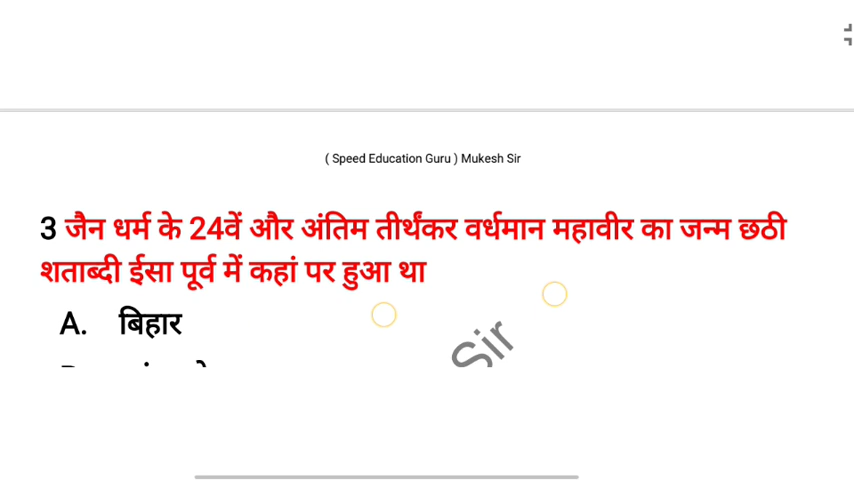 ( Speed Education Guru ) Mukesh Sir
3 जैन धर्म के 24वें और अंतिम तीर्थंकर वर्धमान महावीर का जन्म छठी
शताब्दी ईसा पूर्व में कहां पर हुआ था
A. बिहार
Sir